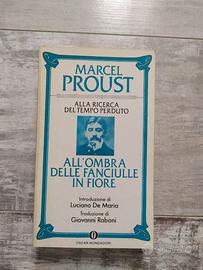 MARCEL
PROUST
ALLA RICERCA
DEL TEMPO PERDUTO
ALL'OMBRA
DELLE FANCIULLE
IN FIORE
Introduzione di
Luciano De Maria
Traduzione di
Giovanni Raboni
OSCAR MONDADORI